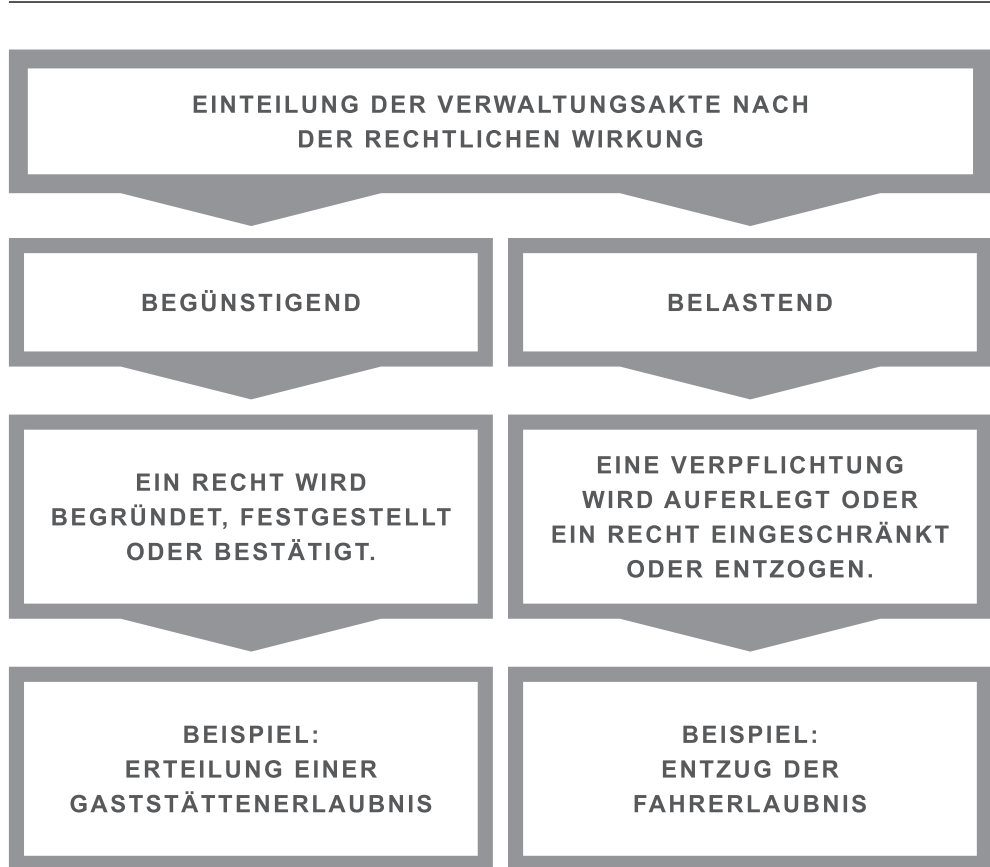 EINTEILUNG DER VERWALTUNGSAKTE NACH
DER RECHTLICHEN WIRKUNG
BEGÜNSTIGEND
BELASTEND
EIN RECHT WIRD
BEGRÜNDET, FESTGESTELLT
ODER BESTÄTIGT.
EINE VERPFLICHTUNG
WIRD AUFERLEGT ODER
EIN RECHT EINGESCHRÄNKT
ODER ENTZOGEN.
BEISPIEL:
ERTEILUNG EINER
GASTSTÄTTENERLAUBNIS
BEISPIEL:
ENTZUG DER
FAHRERLAUBNIS